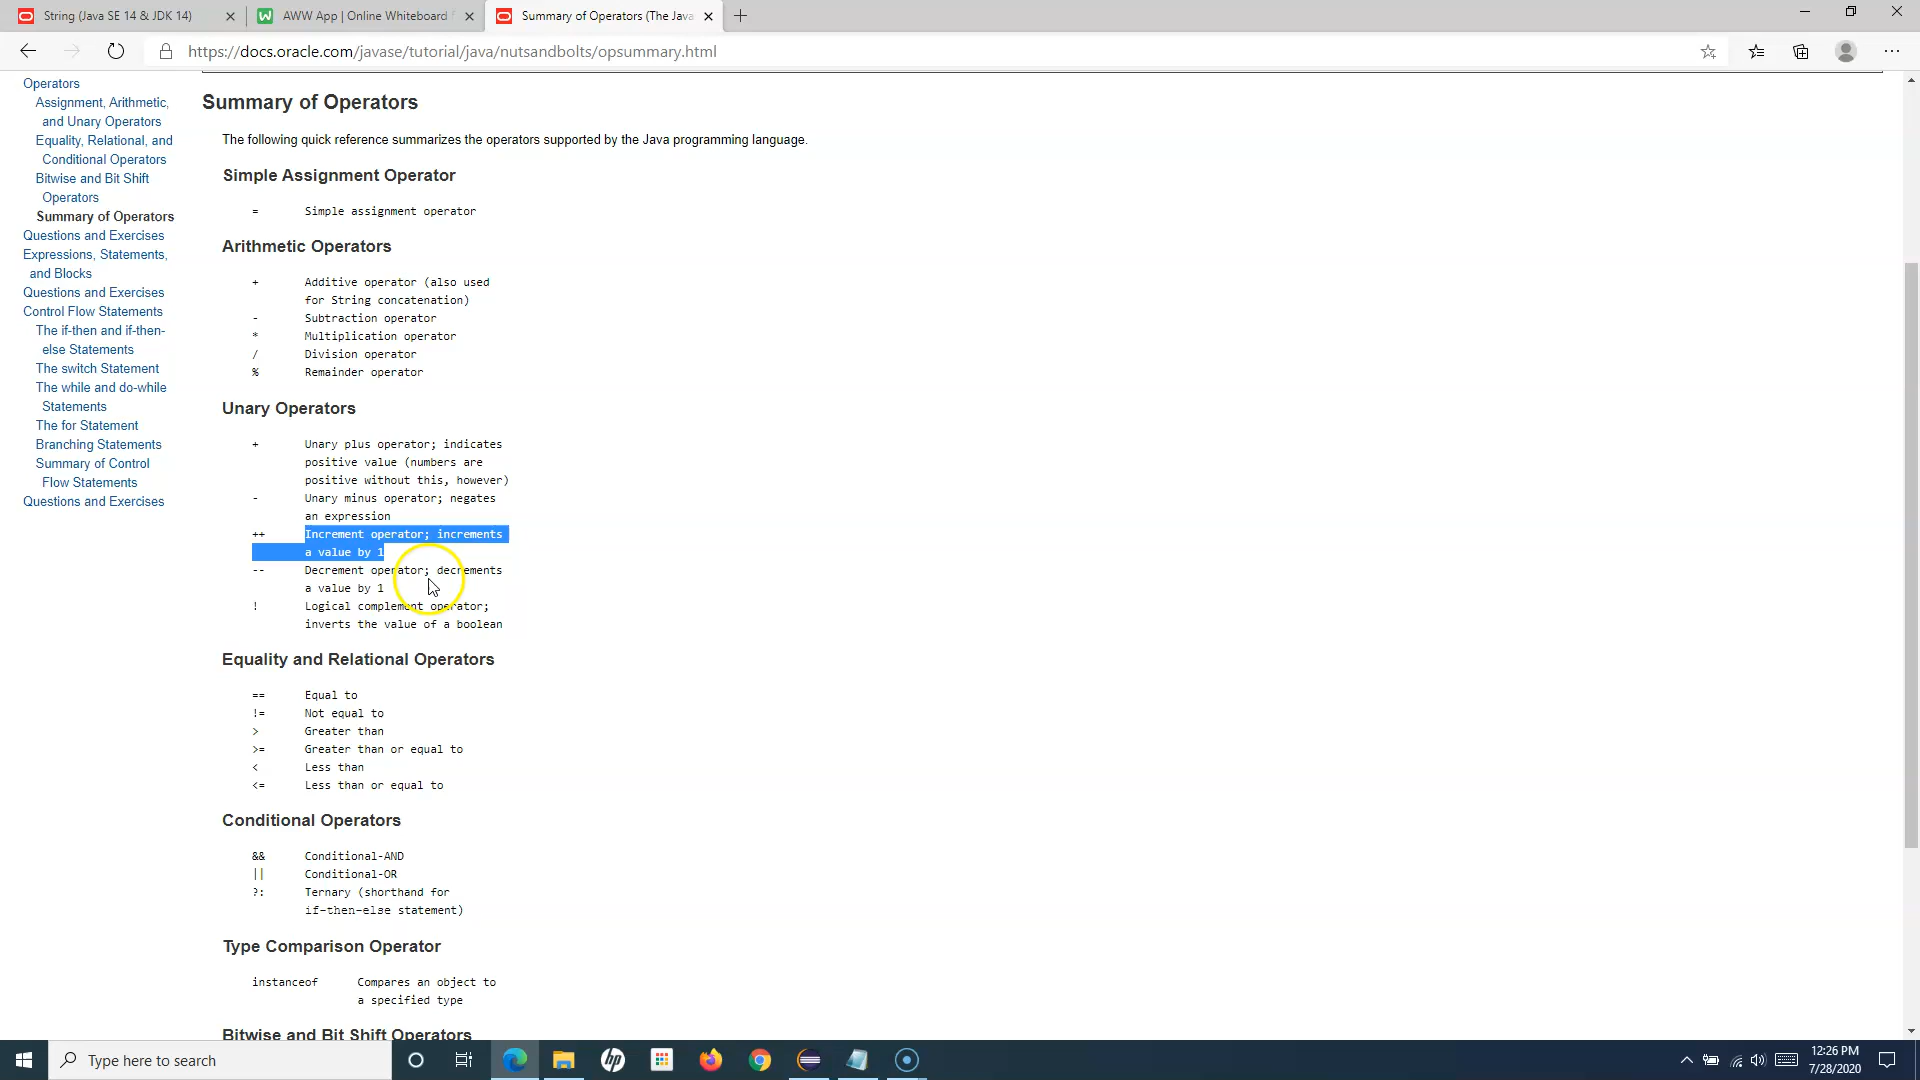 String (Java SE 14 & JDK 14)
AWW App | Online Whiteboard f
Summary of Operators (The Java
https://docs.oracle.com/javase/tutorial/java/nutsandbolts/opsummary.html
Operators
Assignment, Arithmetic,
and Unary Operators
Equality, Relational, and
Conditional Operators
Bitwise and Bit Shift
Operators
Summary of Operators
Questions and Exercises
Expressions, Statements,
and Blocks
Questions and Exercises
Control Flow Statements
The if-then and if-then-
else Statements
The switch Statement
The while and do-while
Statements
The for Statement
Branching Statements
Summary of Control
Flow Statements
Questions and Exercises
Summary of Operators
The following quick reference summarizes the operators supported by the Java programming language.
Simple Assignment Operator
= Simple assignment operator
Arithmetic Operators
+ Additive operator (also used
for String concatenation)
- Subtraction operator
* Multiplication operator
/ Division operator
% Remainder operator
Unary Operators
+ Unary plus operator; indicates
positive value (numbers are
positive without this, however)
- Unary minus operator; negates
an expression
++ Increment operator; increments
a value by 1
-- Decrement operator; decrements
a value by 1
! Logical complement operator;
inverts the value of a boolean
Equality and Relational Operators
== Equal to
!= Not equal to
> Greater than
>= Greater than or equal to
< Less than
<= Less than or equal to
Conditional Operators
&& Conditional-AND
|| Conditional-OR
?: Ternary (shorthand for
if-then-else statement)
Type Comparison Operator
instanceof Compares an object to
a specified type
Bitwise and Bit Shift Operators
Type here to search
hp
12:26 PM
7/28/2020